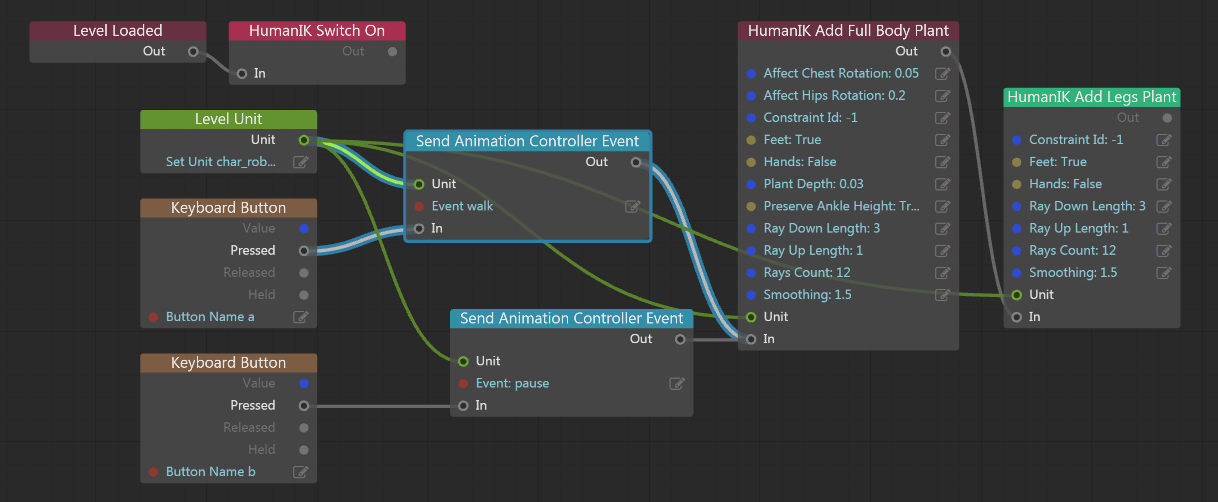 Level Loaded
Out
HumanIK Switch On
Out
In
Level Unit
Unit
Set Unit char_rob...
Keyboard Button
Value
Pressed
Released
Held
Button Name a
Keyboard Button
Value
Pressed
Released
Held
Button Name b
Send Animation Controller Event
Out
Unit
Event walk
In
Send Animation Controller Event
Out
Unit
Event: pause
In
HumanIK Add Full Body Plant
Out
Affect Chest Rotation: 0.05
Affect Hips Rotation: 0.2
Constraint Id: -1
Feet: True
Hands: False
Plant Depth: 0.03
Preserve Ankle Height: Tr...
Ray Down Length: 3
Ray Up Length: 1
Rays Count: 12
Smoothing: 1.5
Unit
In
HumanIK Add Legs Plant
Out
Constraint Id: -1
Feet: True
Hands: False
Ray Down Length: 3
Ray Up Length: 1
Rays Count: 12
Smoothing: 1.5
Unit
In